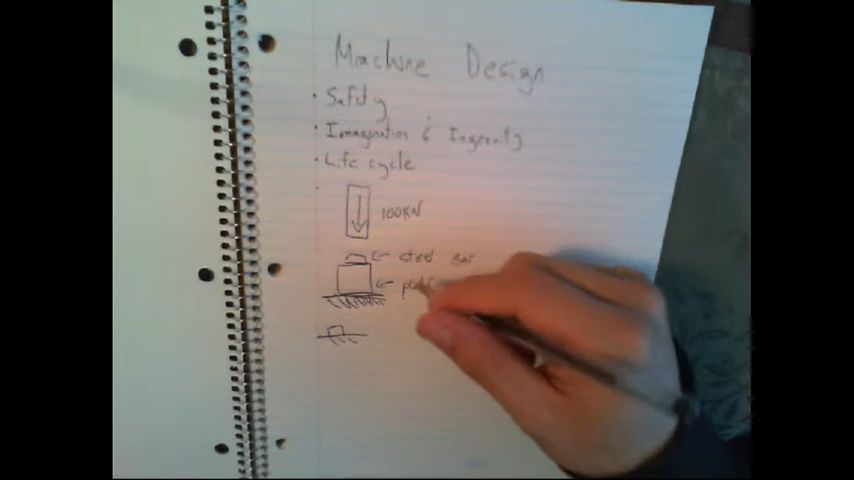 Machine Design
• Safety
• Imagination & Ingenuity
• Life cycle
100KN
← steel bar